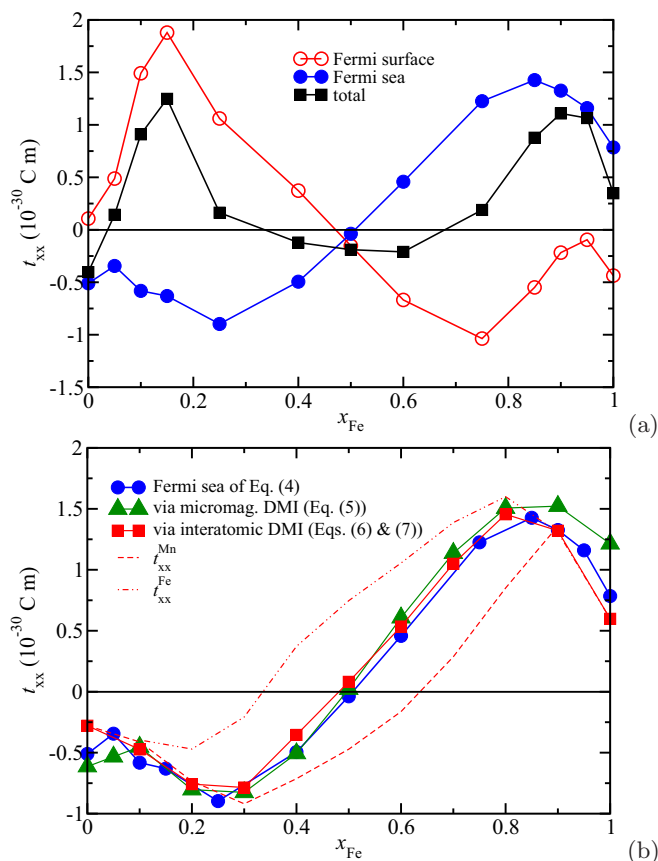 2
1.5
1
0.5
0
-0.5
-1
-1.5
t_xx (10^-30 C m)
Fermi surface
Fermi sea
total
0 0.2 0.4 0.6 0.8 1
x_Fe
(a)
2
1.5
1
0.5
0
-0.5
-1
t_xx (10^-30 C m)
Fermi sea of Eq. (4)
via micromag. DMI (Eq. (5))
via interatomic DMI (Eqs. (6) & (7))
t_xx^Mn
t_xx^Fe
0 0.2 0.4 0.6 0.8 1
x_Fe
(b)